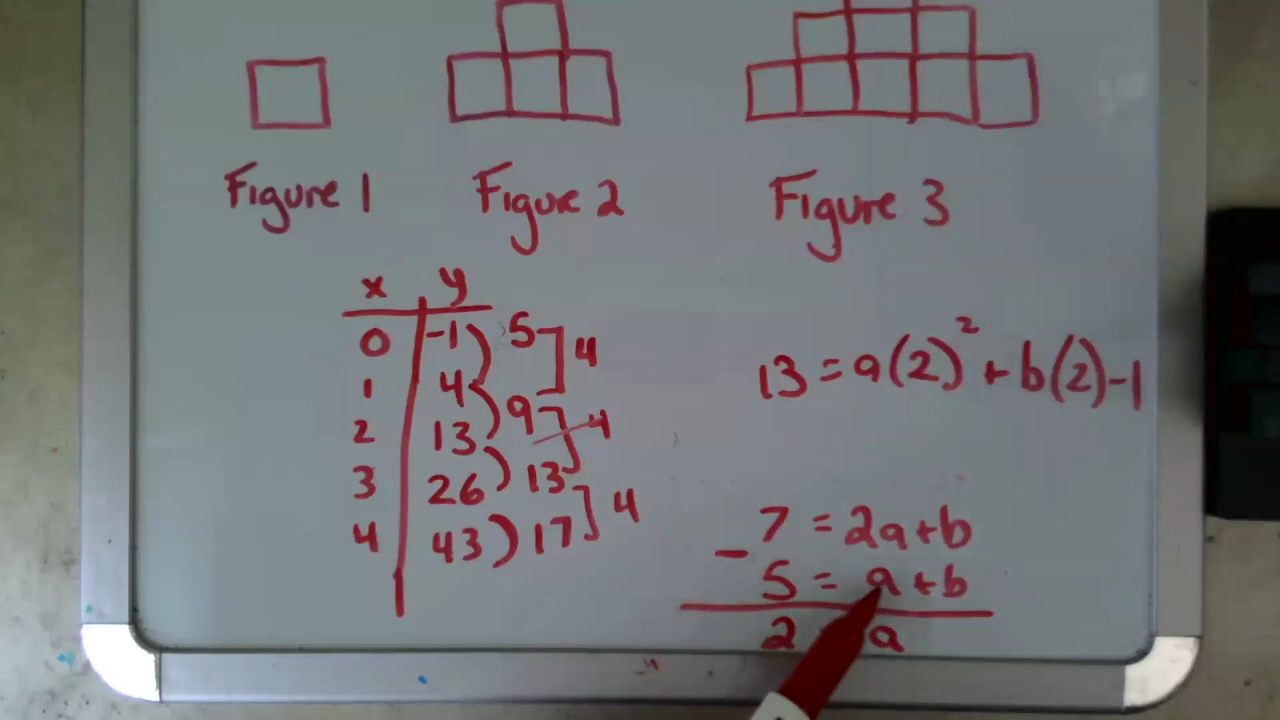 Figure 1 Figure 2 Figure 3
x y
0 -1
1 4
2 13
3 26
4 43
5 4
9 4
13
17 4
13 = a(2)² + b(2) - 1
7 = 2a + b
- 5 = a + b
2 a